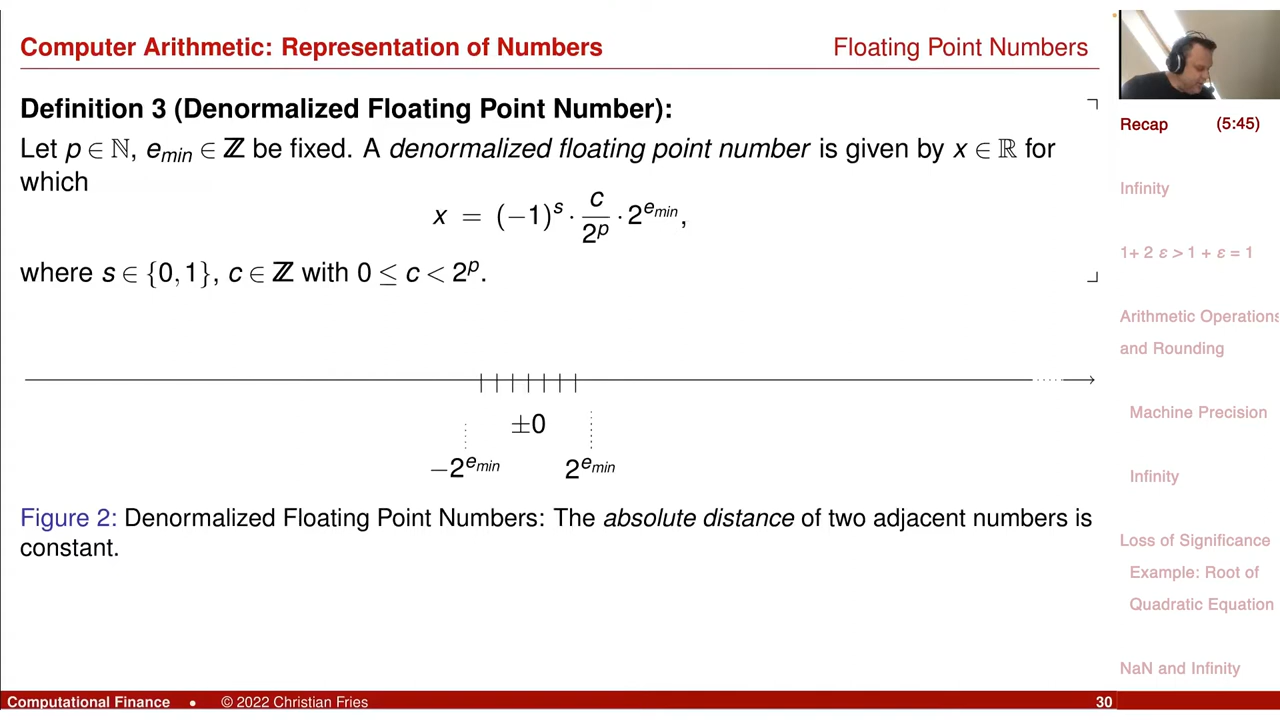 Computer Arithmetic: Representation of Numbers
Floating Point Numbers
Definition 3 (Denormalized Floating Point Number):
Let p ∈ ℕ, e_min ∈ ℤ be fixed. A denormalized floating point number is given by x ∈ ℝ for
which
x = (−1)^s · c/2^p · 2^{e_min},
where s ∈ {0, 1}, c ∈ ℤ with 0 ≤ c < 2^p.
±0
−2^{e_min} 2^{e_min}
Figure 2: Denormalized Floating Point Numbers: The absolute distance of two adjacent numbers is
constant.
Computational Finance • © 2022 Christian Fries 30
Recap (5:45)
Infinity
1+ 2 ε > 1 + ε = 1
Arithmetic Operations
and Rounding
Machine Precision
Infinity
Loss of Significance
Example: Root of
Quadratic Equation
NaN and Infinity